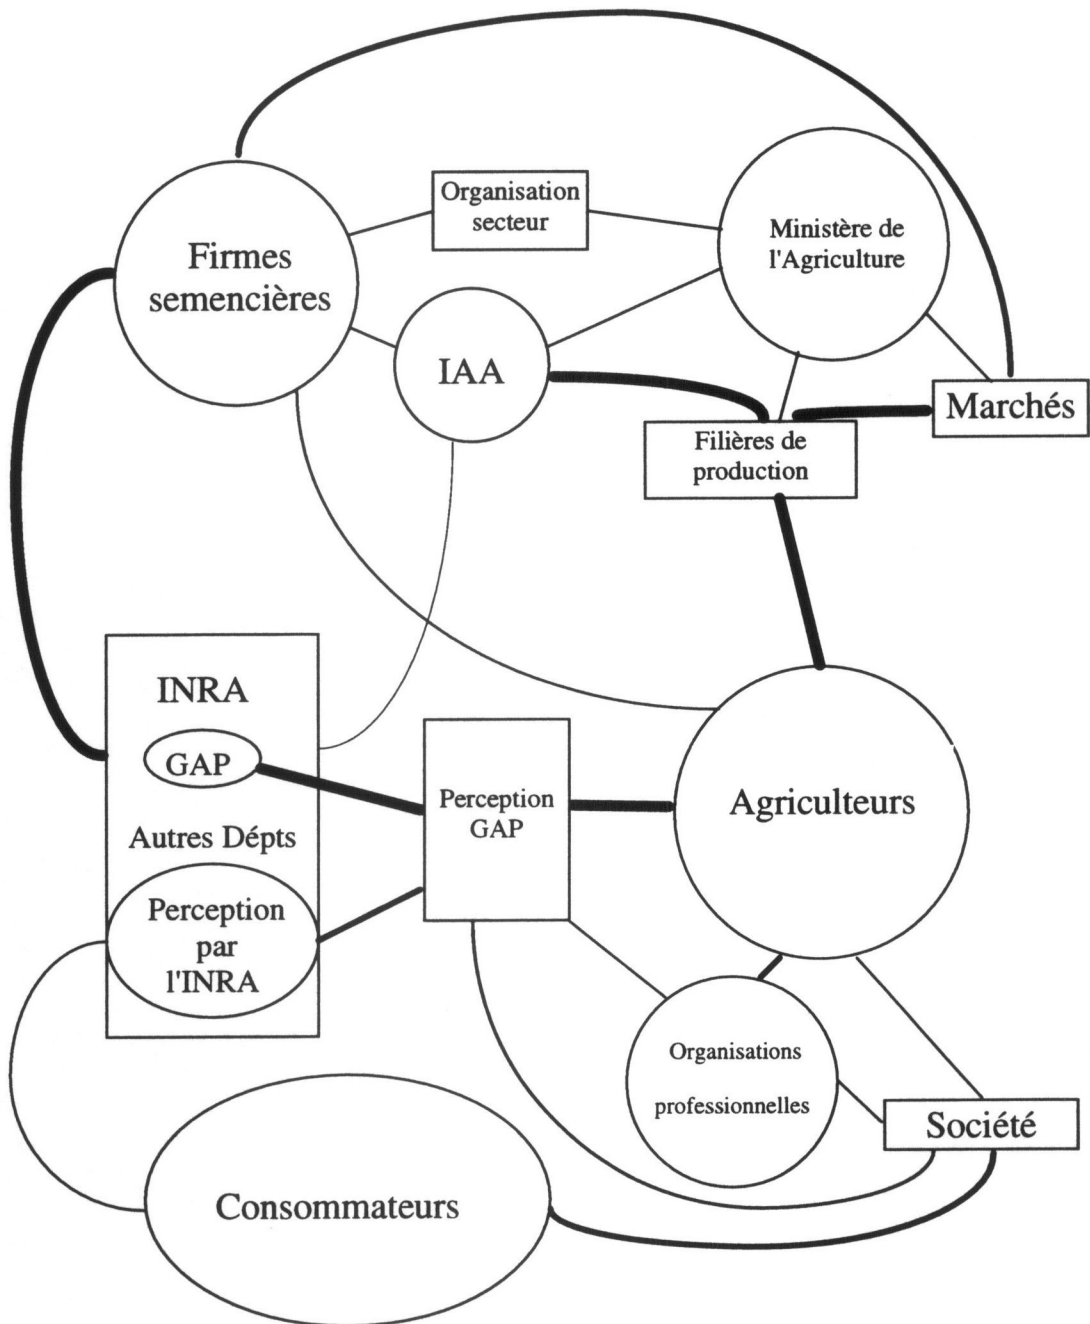 Organisation
secteur
Ministère de
l'Agriculture
Firmes
semencières
IAA
Marchés
Filières de
production
INRA
GAP
Autres Dépts
Perception
par
l'INRA
Perception
GAP
Agriculteurs
Organisations
professionnelles
Société
Consommateurs